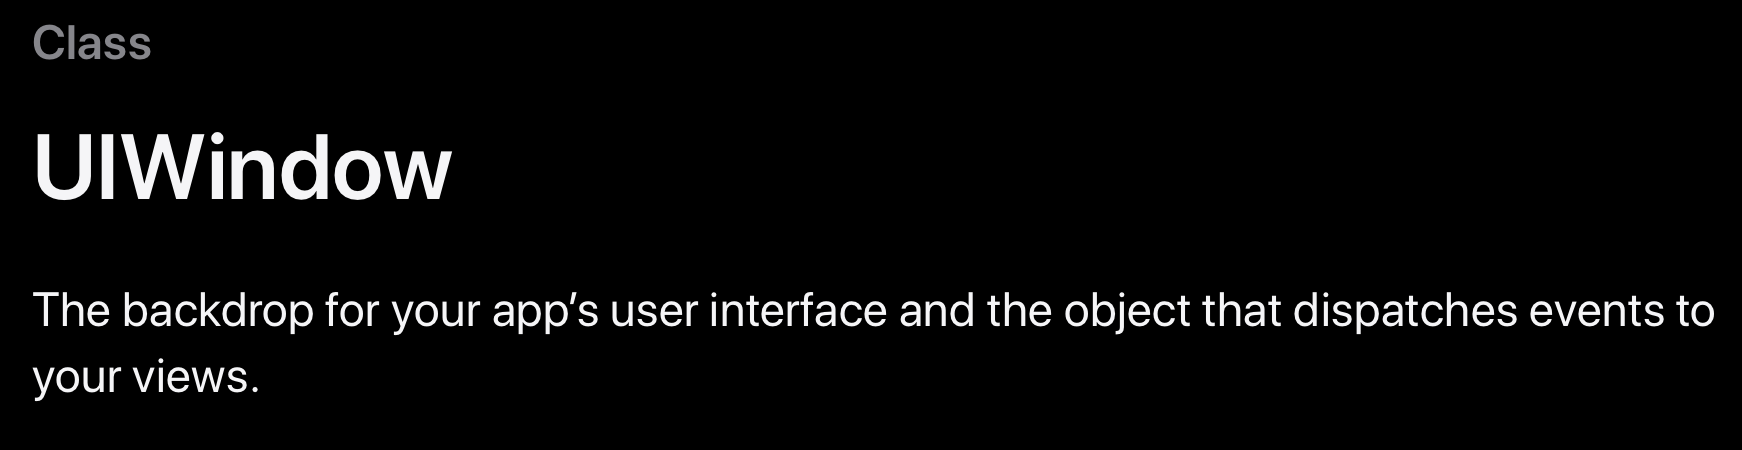 Class
UIWindow
The backdrop for your app’s user interface and the object that dispatches events to
your views.